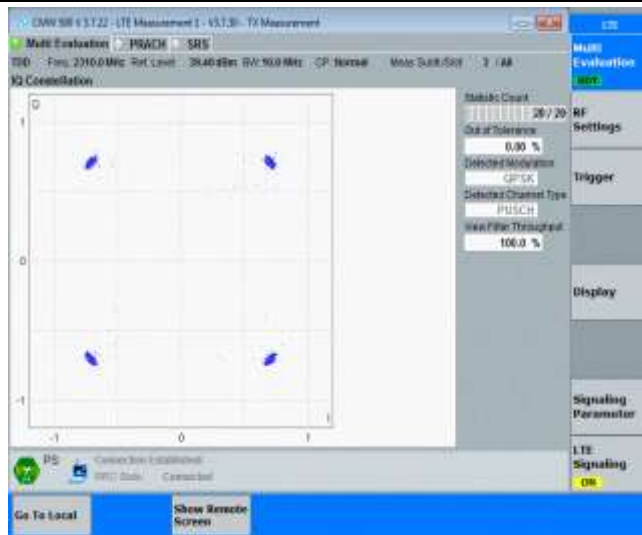 CMW 500 V 3.7.22 - LTE Measurement 1 - V3.7.30 - TX Measurement
LTE
Multi Evaluation PRACH SRS
Multi
Evaluation
TDD Freq: 2310.0 MHz Ref. Level: 39.40 dBm BW: 10.0 MHz CP: Normal Meas Subfr./Slot 2 / All
IQ Constellation
Q
1
0
-1
-1
0
1
I
Statistic Count
20 / 20
Out of Tolerance
0.00 %
Detected Modulation
QPSK
Detected Channel Type
PUSCH
View Filter Throughput
100.0 %
RF
Settings
Trigger
Display
Signaling
Parameter
LTE
Signaling
ON
PS Connection Established
RRC State Connected
Go To Local
Show Remote
Screen